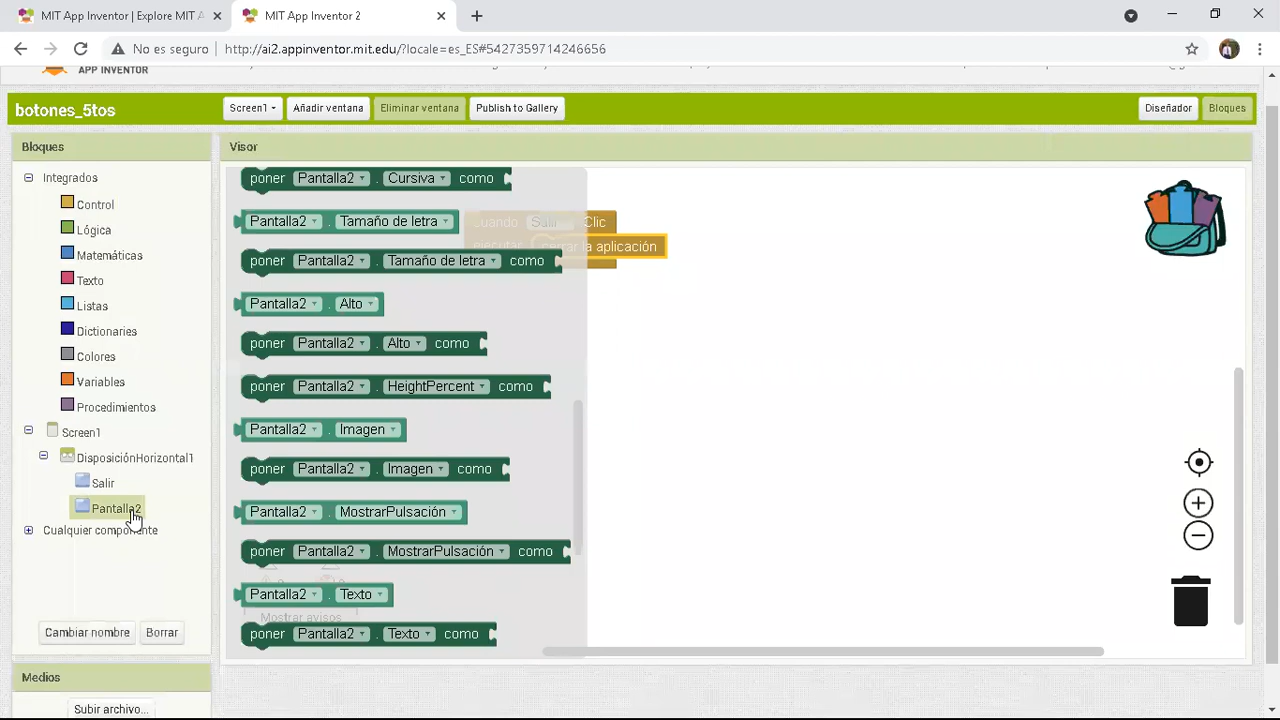 MIT App Inventor | Explore MIT A
MIT App Inventor 2
No es seguro
http://ai2.appinventor.mit.edu/?locale=es_ES#5427359714246656
APP INVENTOR
botones_5tos
Screen1
Añadir ventana
Eliminar ventana
Publish to Gallery
Diseñador
Bloques
Bloques
Integrados
Control
Lógica
Matemáticas
Texto
Listas
Dictionaries
Colores
Variables
Procedimientos
Screen1
DisposiciónHorizontal1
Salir
Pantalla2
Cualquier componente
Cambiar nombre
Borrar
Medios
Subir archivo...
Visor
poner Pantalla2 . Cursiva como
Pantalla2 . Tamaño de letra
poner Pantalla2 . Tamaño de letra como
Pantalla2 . Alto
poner Pantalla2 . Alto como
poner Pantalla2 . HeightPercent como
Pantalla2 . Imagen
poner Pantalla2 . Imagen como
Pantalla2 . MostrarPulsación
poner Pantalla2 . MostrarPulsación como
Pantalla2 . Texto
poner Pantalla2 . Texto como
cuando Salir .Clic
ejecutar cerrar la aplicación
Mostrar avisos